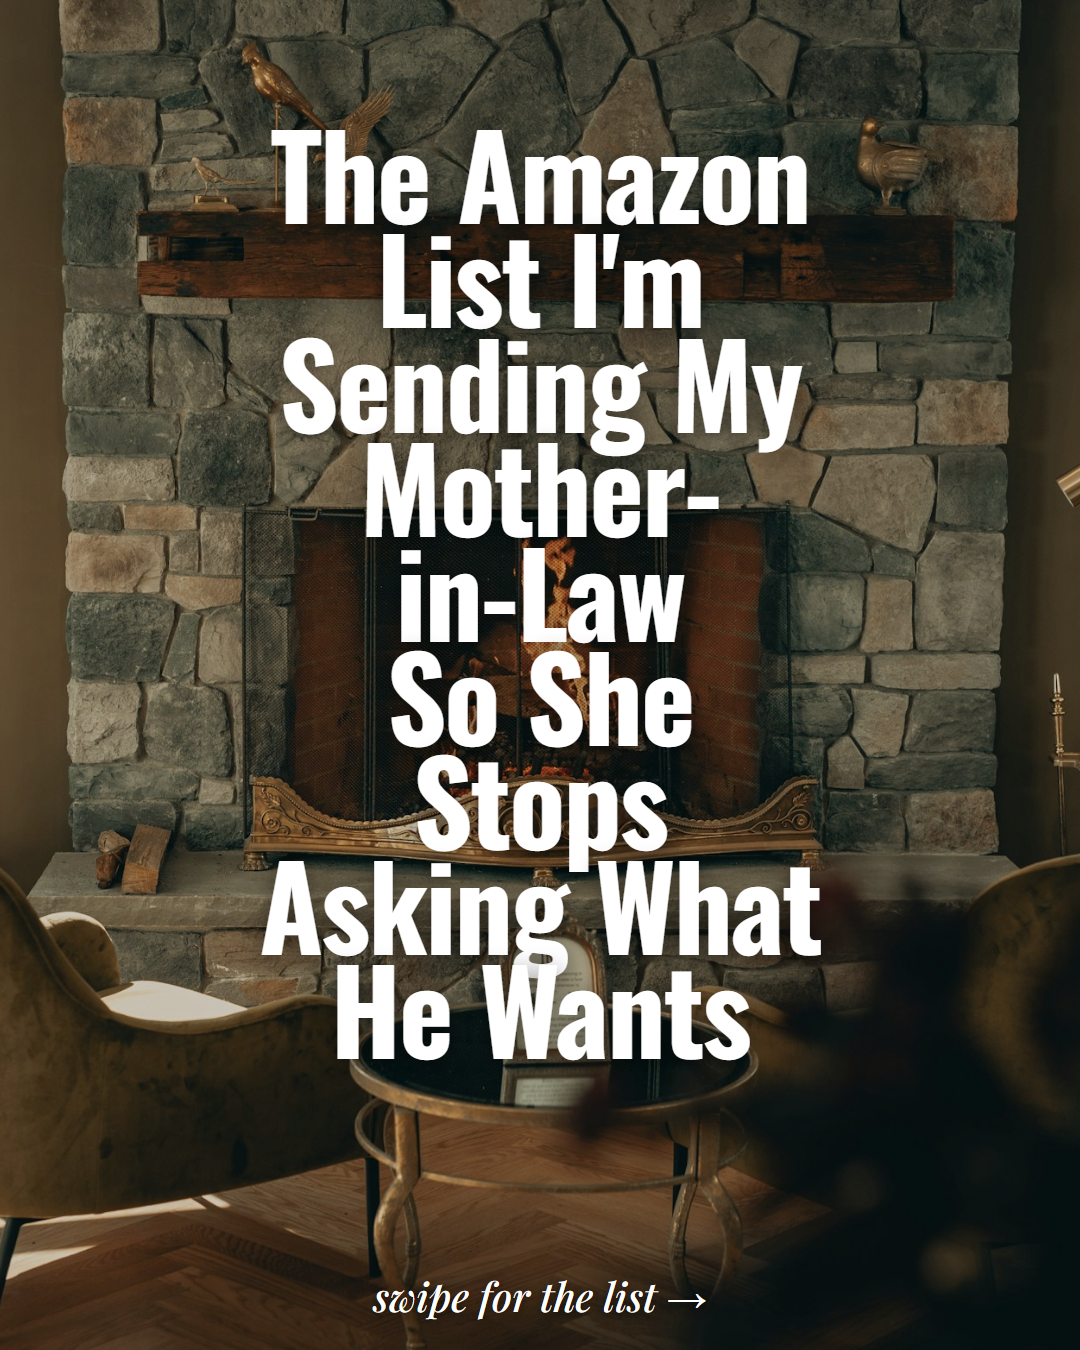 The Amazon
List I'm
Sending My
Mother-
in-Law
So She
Stops
Asking What
He Wants
swipe for the list →